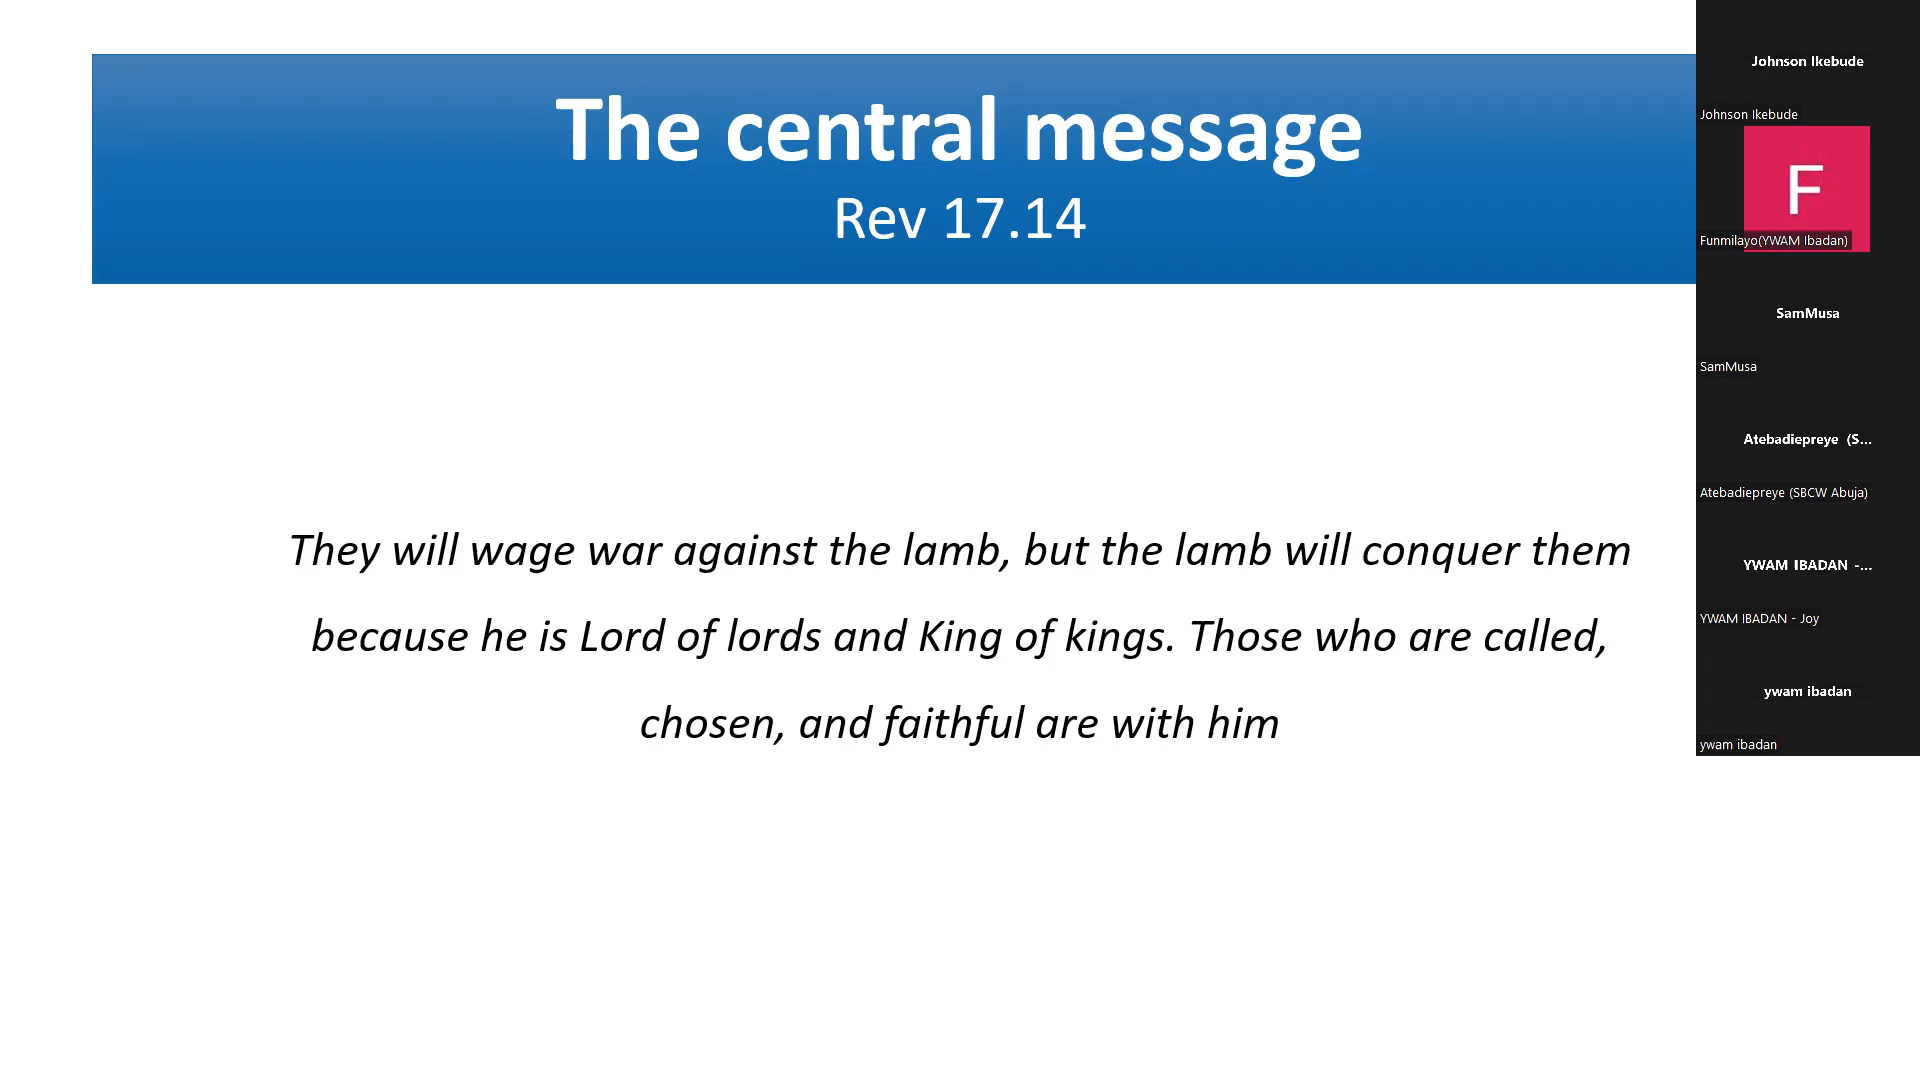 The central message
Rev 17.14
They will wage war against the lamb, but the lamb will conquer them
because he is Lord of lords and King of kings. Those who are called,
chosen, and faithful are with him
Johnson Ikebude
Johnson Ikebude
F
Funmilayo(YWAM Ibadan)
SamMusa
SamMusa
Atebadiepreye (S...
Atebadiepreye (SBCW Abuja)
YWAM IBADAN -...
YWAM IBADAN - Joy
ywam ibadan
ywam ibadan